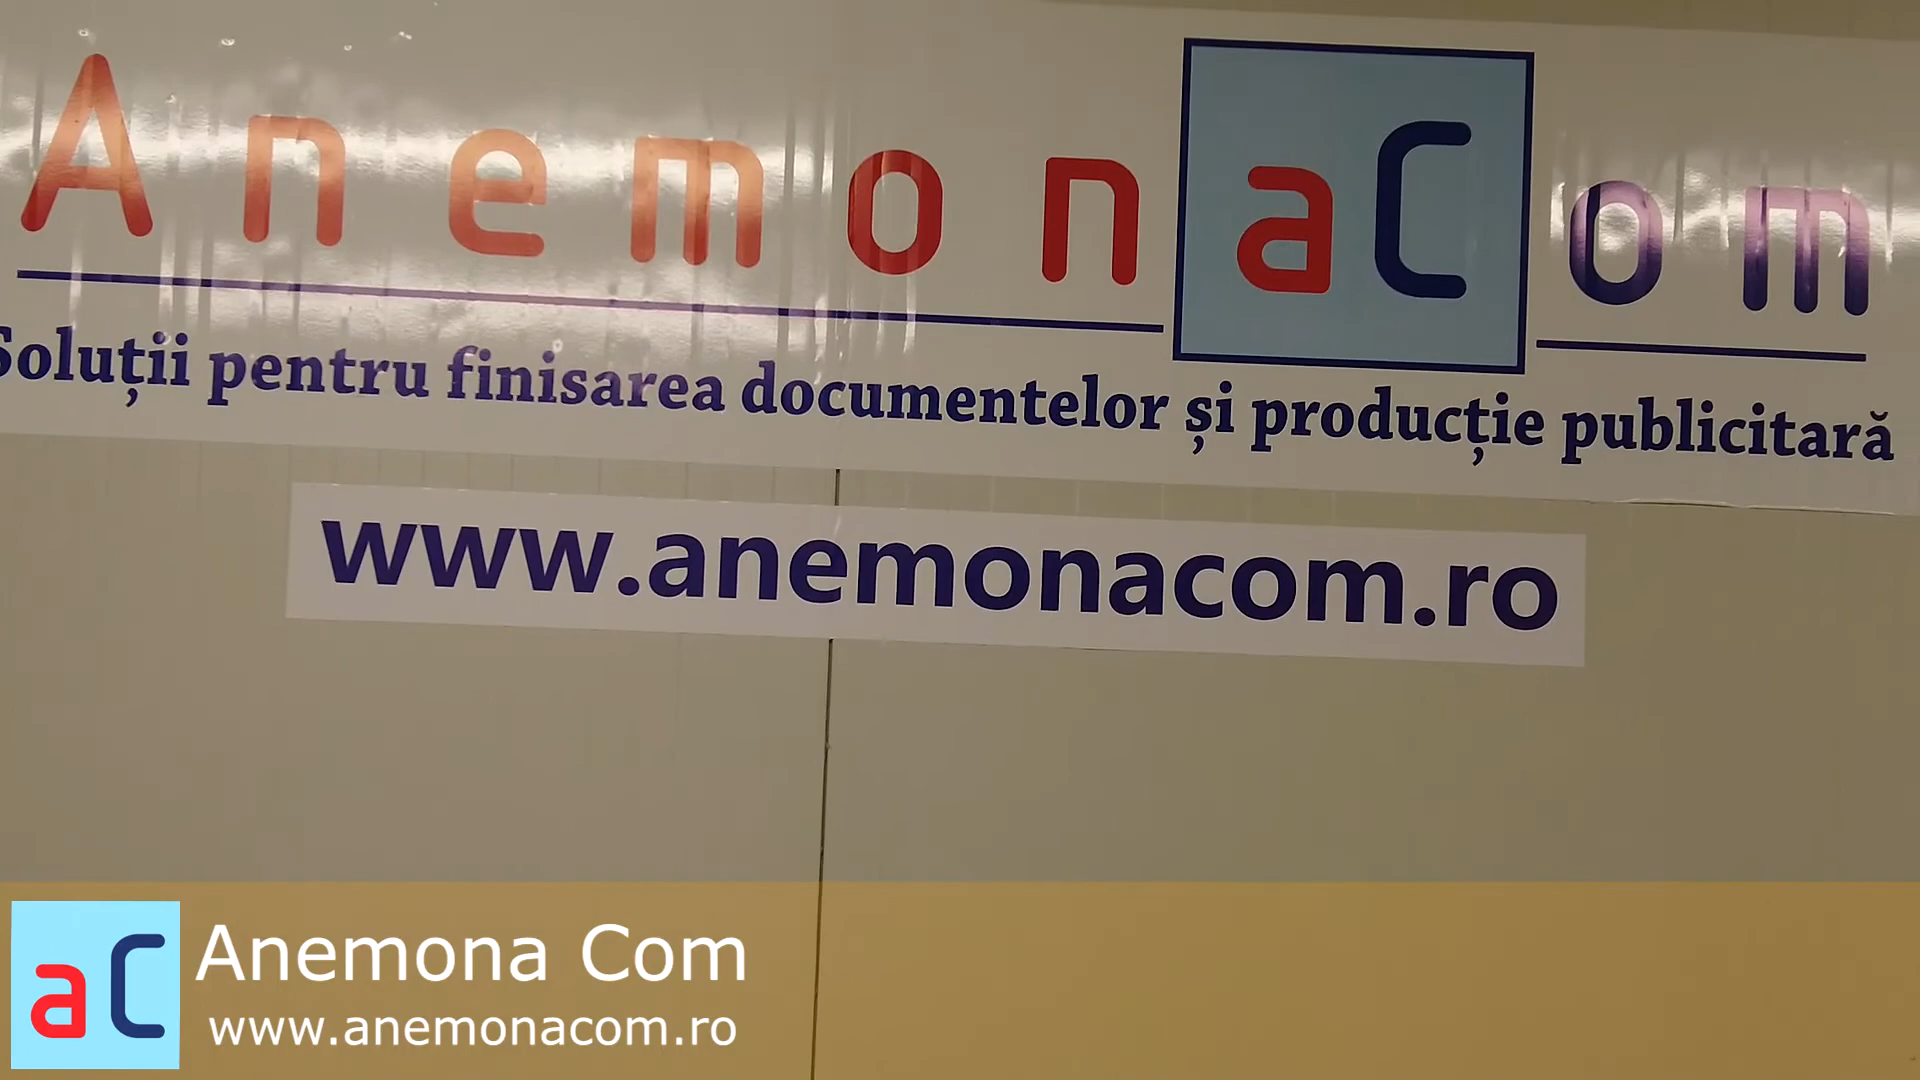 AnemonaCom
Soluții pentru finisarea documentelor și producție publicitară
www.anemonacom.ro
aC
Anemona Com
www.anemonacom.ro